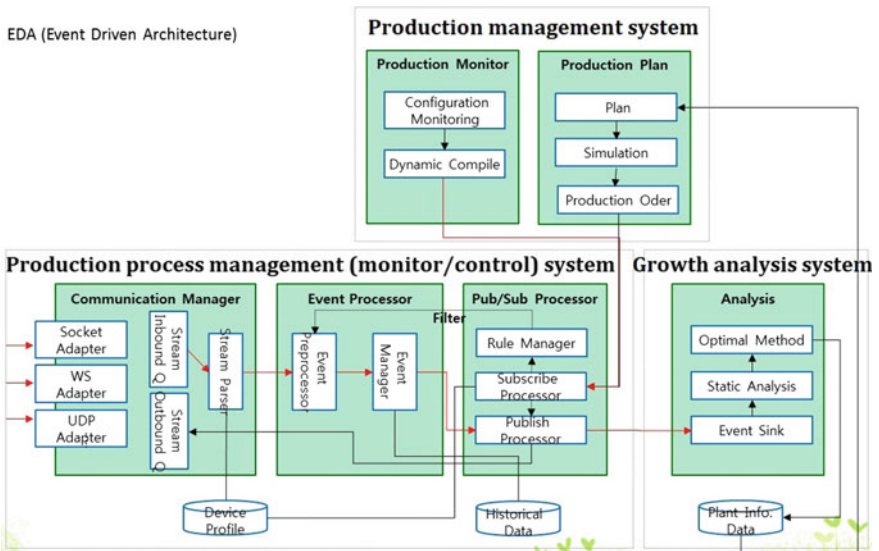 EDA (Event Driven Architecture)
Production management system
Production Monitor
Configuration
Monitoring
Dynamic Compile
Production Plan
Plan
Simulation
Production Oder
Production process management (monitor/control) system
Communication Manager
Socket
Adapter
WS
Adapter
UDP
Adapter
Stream
Inbound Q
Stream
Outbound Q
Stream Parser
Event Processor
Event
Preprocessor
Event
Manager
Pub/Sub Processor
Filter
Rule Manager
Subscribe
Processor
Publish
Processor
Device
Profile
Historical
Data
Growth analysis system
Analysis
Optimal Method
Static Analysis
Event Sink
Plant Info.
Data